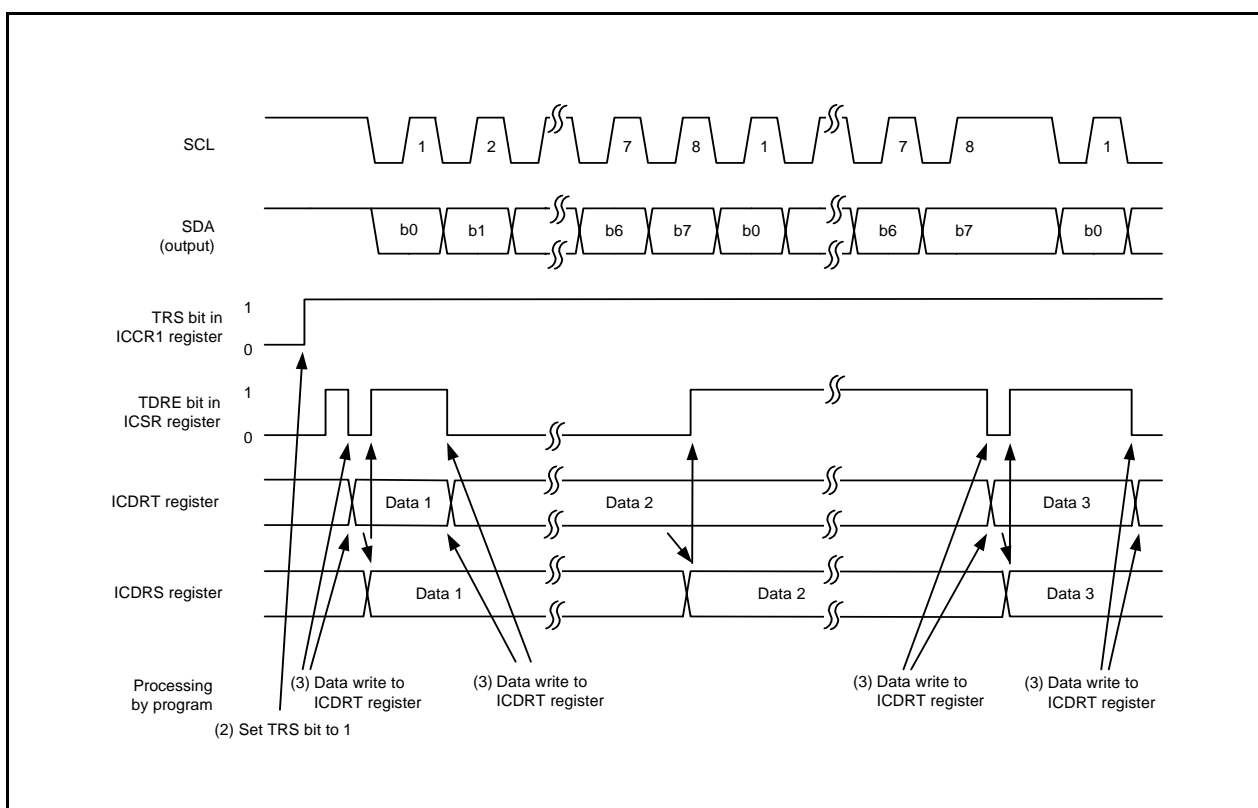 SCL
1 2 7 8 1 7 8 1
SDA
(output)
b0 b1 b6 b7 b0 b6 b7 b0
TRS bit in
ICCR1 register
1
0
TDRE bit in
ICSR register
1
0
ICDRT register
Data 1 Data 2 Data 3
ICDRS register
Data 1 Data 2 Data 3
Processing
by program
(3) Data write to
ICDRT register
(3) Data write to
ICDRT register
(3) Data write to
ICDRT register
(3) Data write to
ICDRT register
(2) Set TRS bit to 1